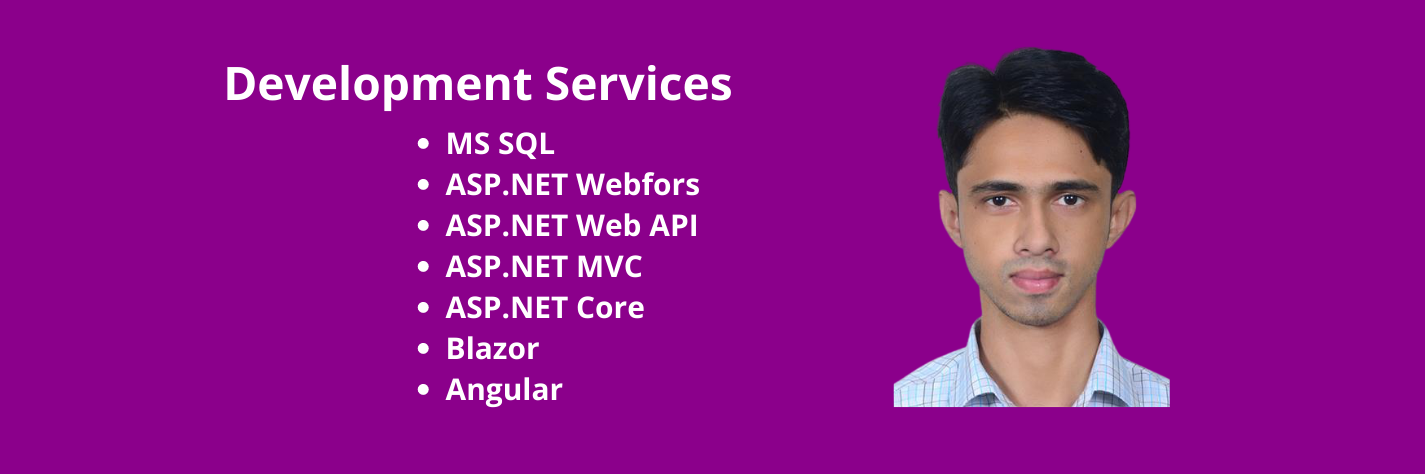 Development Services
• MS SQL
• ASP.NET Webfors
• ASP.NET Web API
• ASP.NET MVC
• ASP.NET Core
• Blazor
• Angular